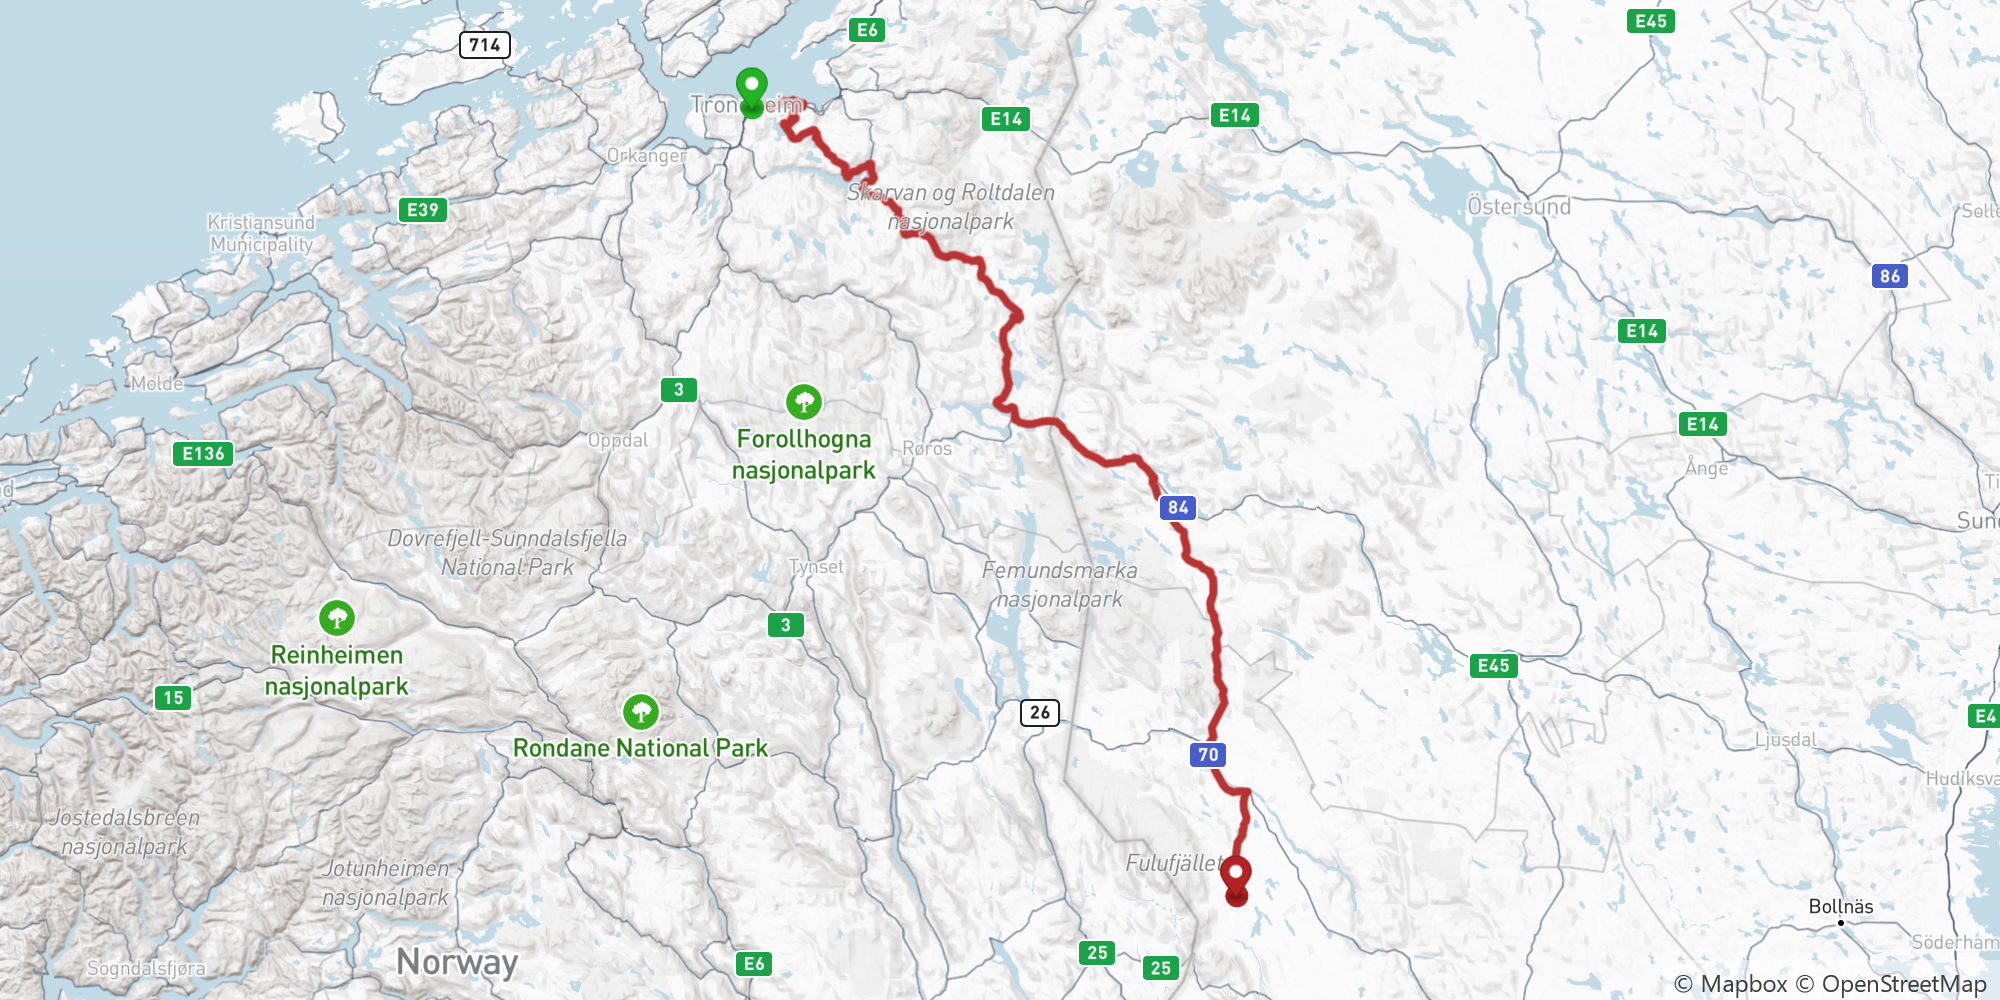 E45
E6
714
Trondheim
E14
E14
Orkanger
Skarvan og Roltdalen
nasjonalpark
Östersund
E39
Kristiansund
Municipality
86
E14
Molde
3
Forollhogna
nasjonalpark
Oppdal
Røros
E136
E14
Ånge
84
Dovrefjell-Sunndalsfjella
National Park
Tynset
Femundsmarka
nasjonalpark
3
Reinheimen
nasjonalpark
E45
15
26
Rondane National Park
E4
Ljusdal
70
Hudiksva
Jostedalsbreen
nasjonalpark
Jotunheimen
nasjonalpark
Fulufjället
Bollnäs
Söderham
Norway
Sogndalsfjøra
E6
25
25
© Mapbox © OpenStreetMap